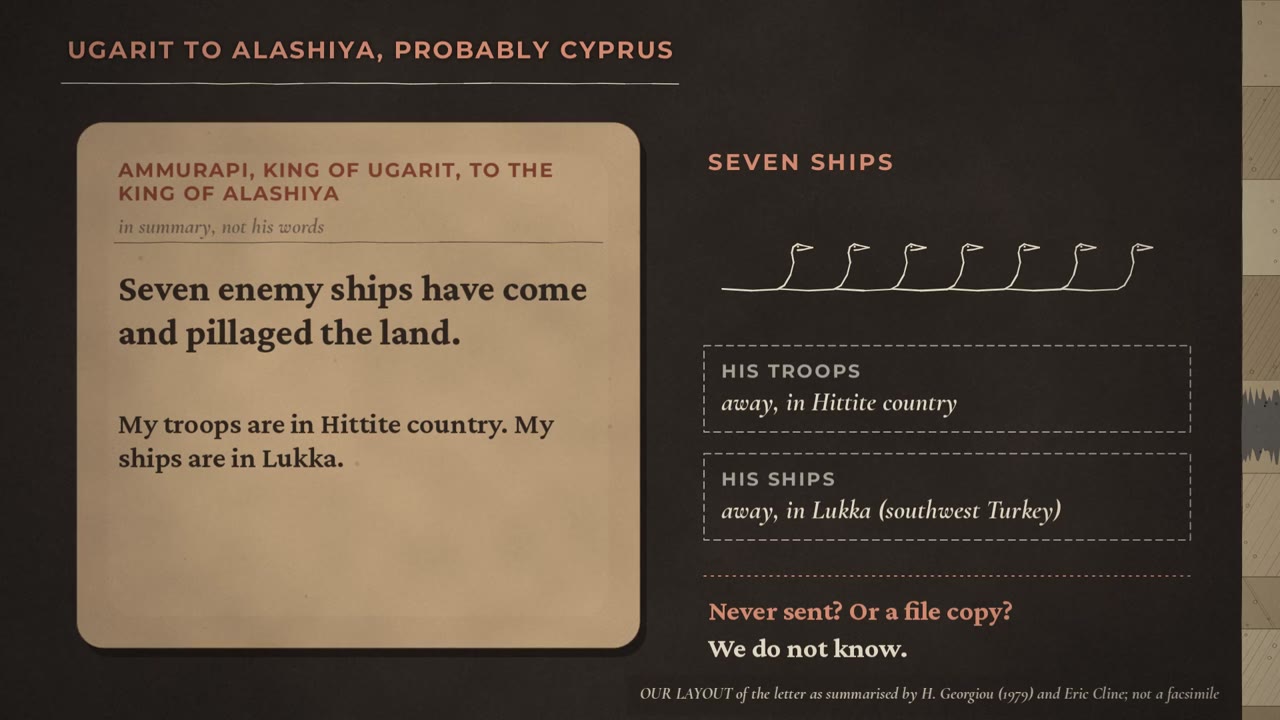 UGARIT TO ALASHIYA, PROBABLY CYPRUS
AMMURAPI, KING OF UGARIT, TO THE
KING OF ALASHIYA
in summary, not his words
Seven enemy ships have come
and pillaged the land.
My troops are in Hittite country. My
ships are in Lukka.
SEVEN SHIPS
HIS TROOPS
away, in Hittite country
HIS SHIPS
away, in Lukka (southwest Turkey)
Never sent? Or a file copy?
We do not know.
OUR LAYOUT of the letter as summarised by H. Georgiou (1979) and Eric Cline; not a facsimile